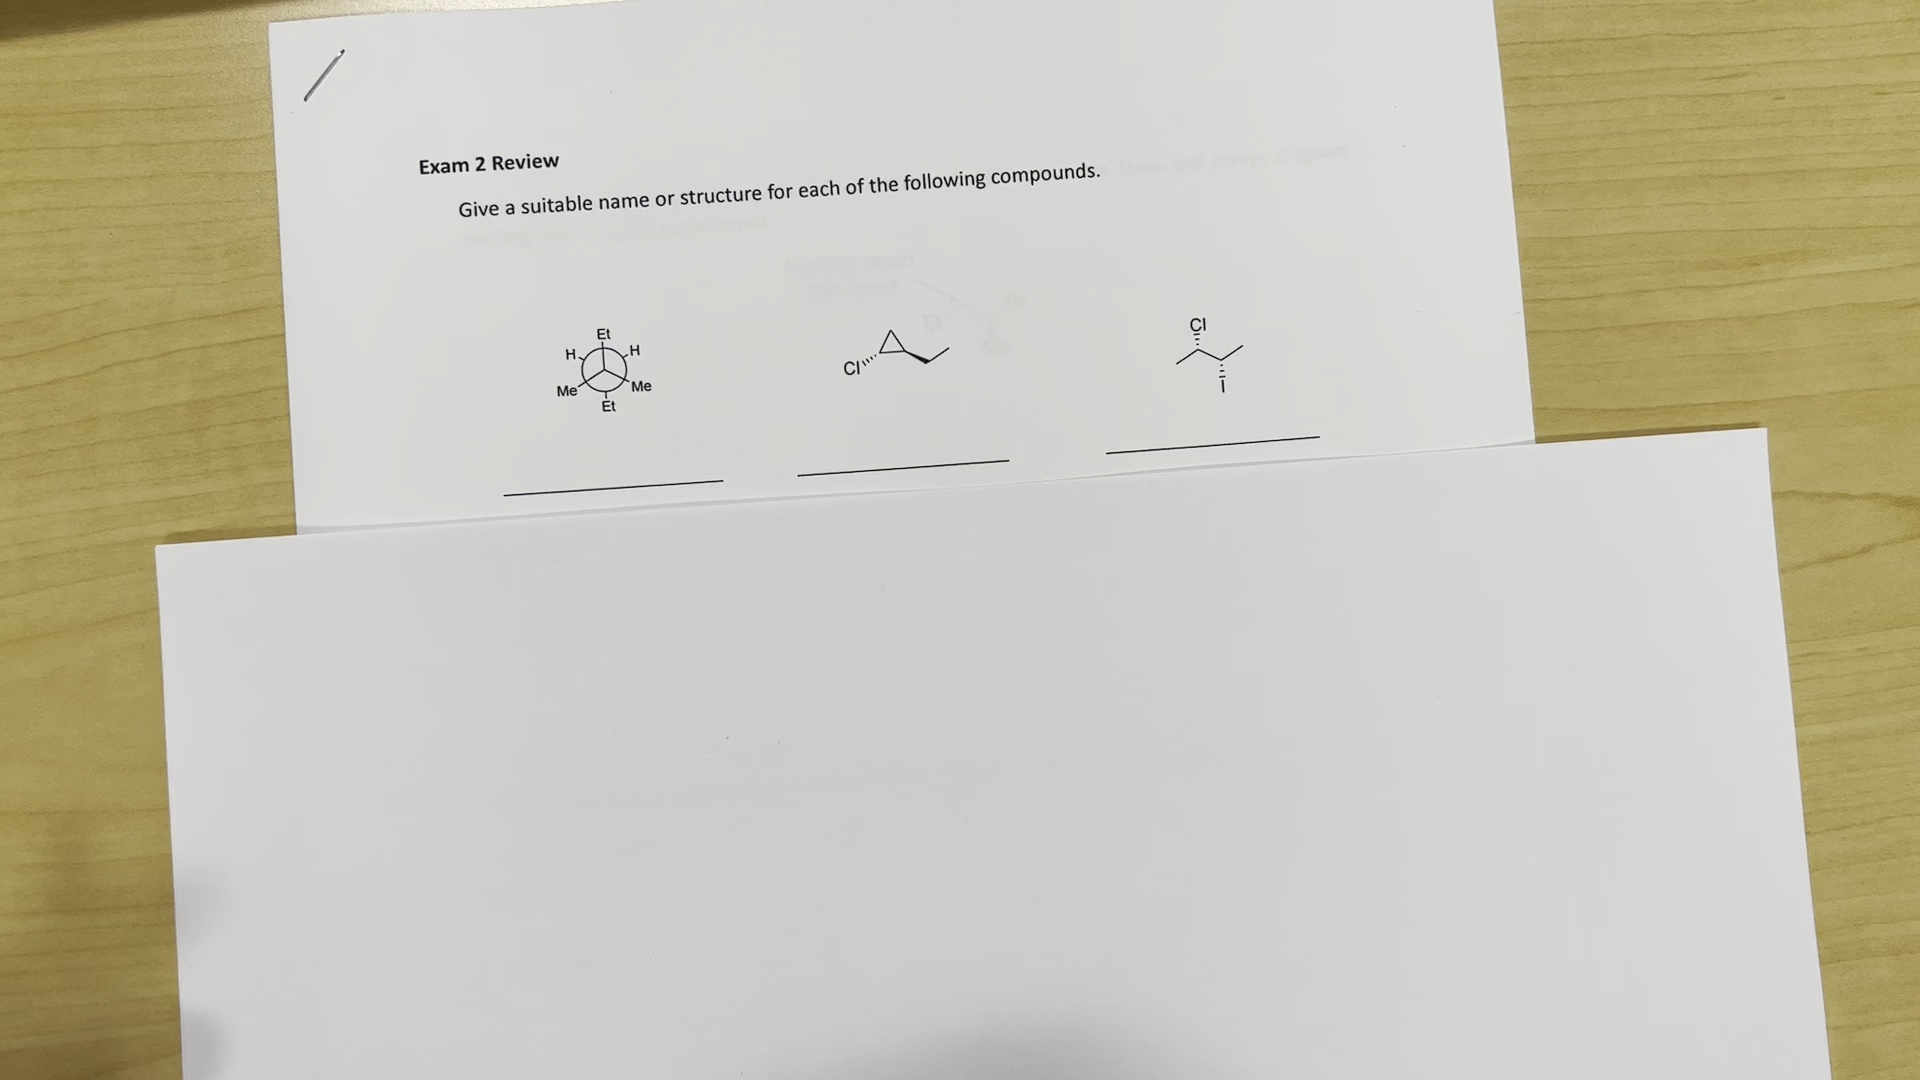 Exam 2 Review
Give a suitable name or structure for each of the following compounds.
Et
H H
Me Me
Et
Cl
Cl
I